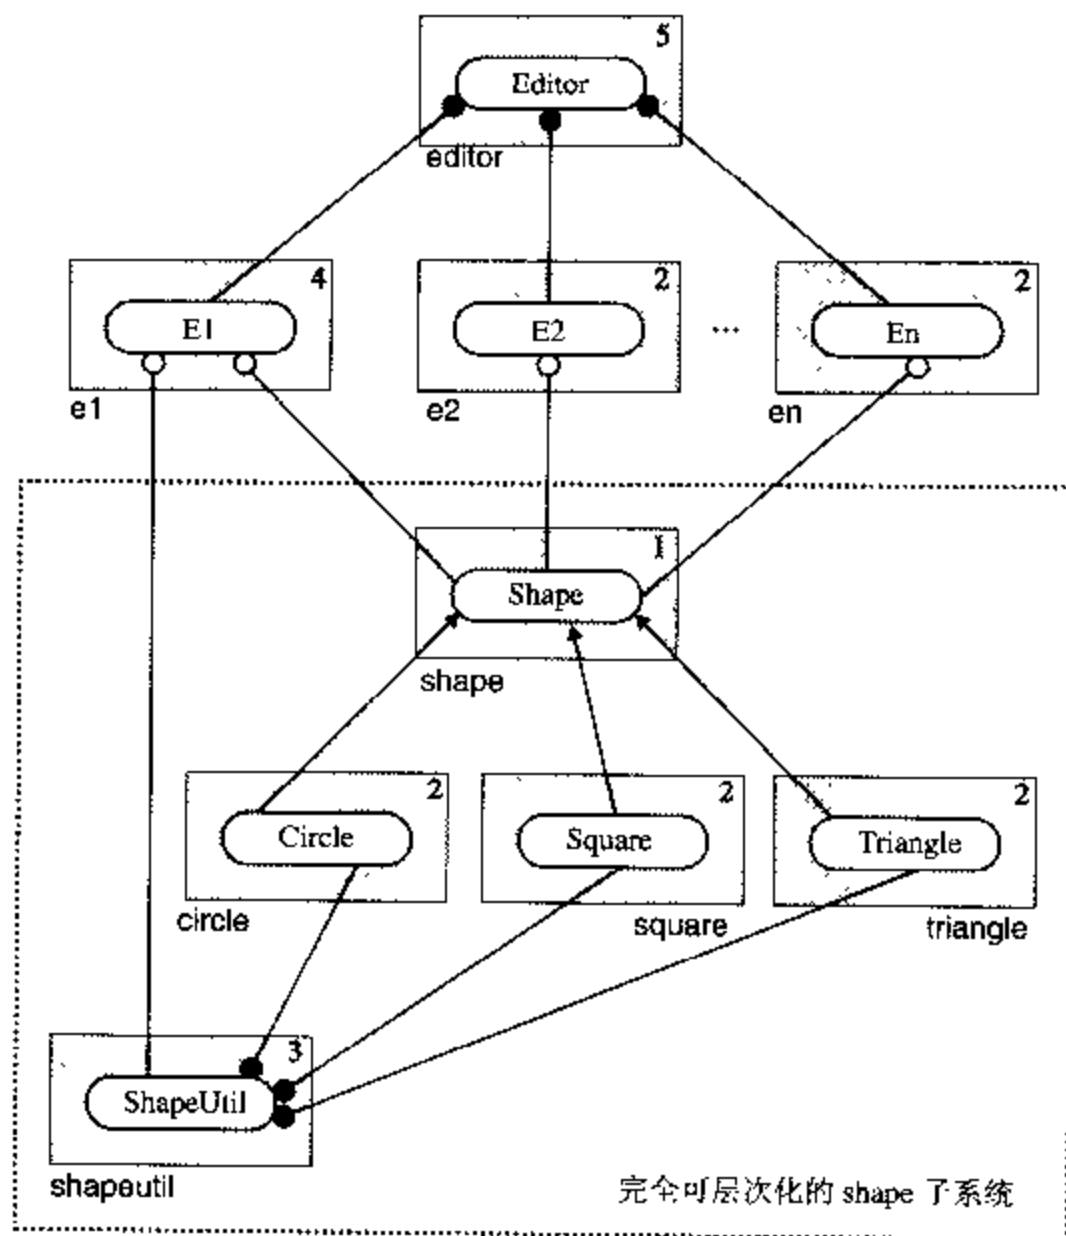 5
Editor
editor
4
2
2
E1
E2
...
En
e1
e2
en
1
Shape
shape
2
2
2
Circle
Square
Triangle
circle
square
triangle
3
ShapeUtil
shapeutil
完全可层次化的 shape 子系统